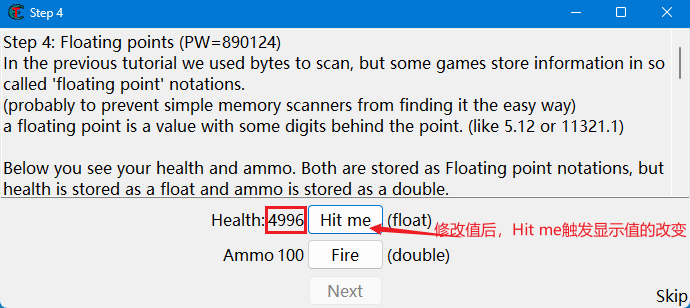 Step 4
Step 4: Floating points (PW=890124)
In the previous tutorial we used bytes to scan, but some games store information in so
called 'floating point' notations.
(probably to prevent simple memory scanners from finding it the easy way)
a floating point is a value with some digits behind the point. (like 5.12 or 11321.1)
Below you see your health and ammo. Both are stored as Floating point notations, but
health is stored as a float and ammo is stored as a double.
Health: 4996 Hit me (float)
修改值后，Hit me触发显示值的改变
Ammo 100 Fire (double)
Next
Skip